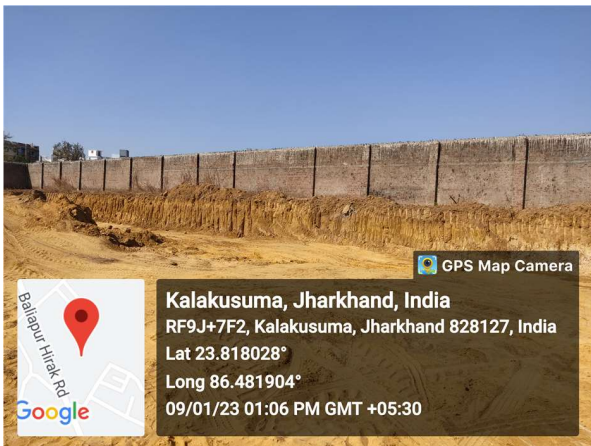 GPS Map Camera
Baliapur Hirak Rd
Google
Kalakusuma, Jharkhand, India
RF9J+7F2, Kalakusuma, Jharkhand 828127, India
Lat 23.818028°
Long 86.481904°
09/01/23 01:06 PM GMT +05:30